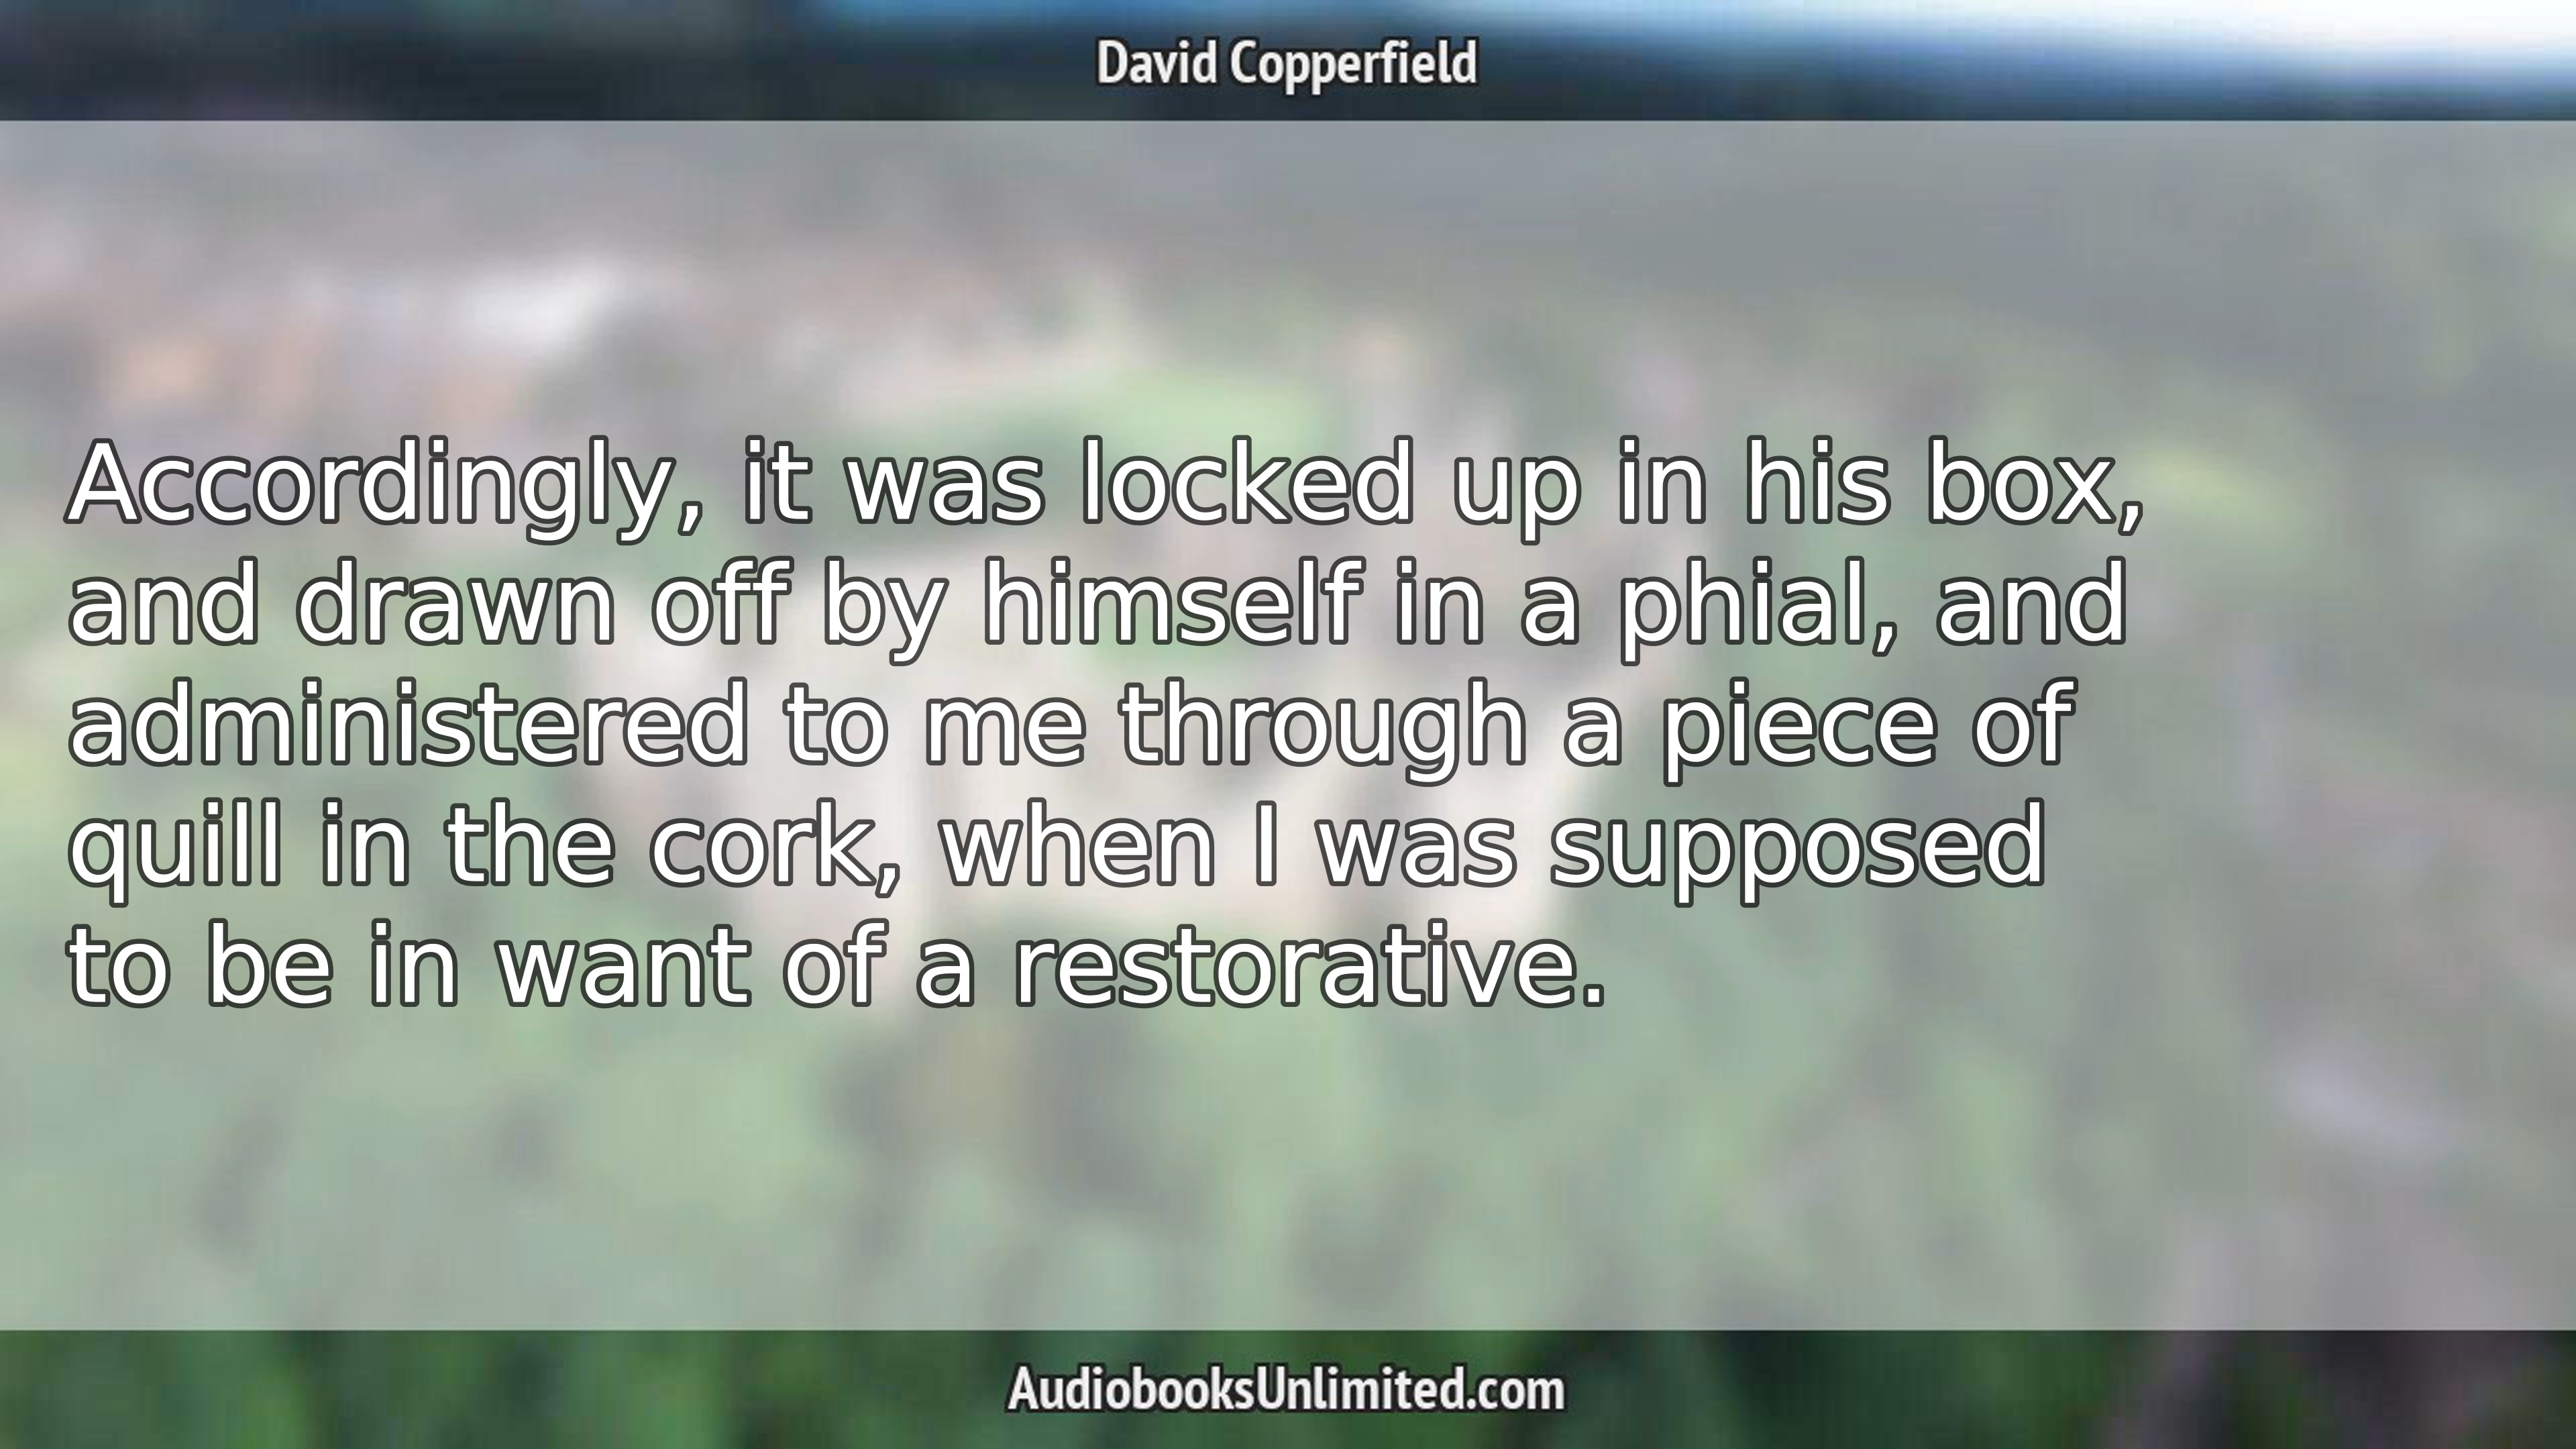 David Copperfield
Accordingly, it was locked up in his box,
and drawn off by himself in a phial, and
administered to me through a piece of
quill in the cork, when I was supposed
to be in want of a restorative.
AudiobooksUnlimited.com